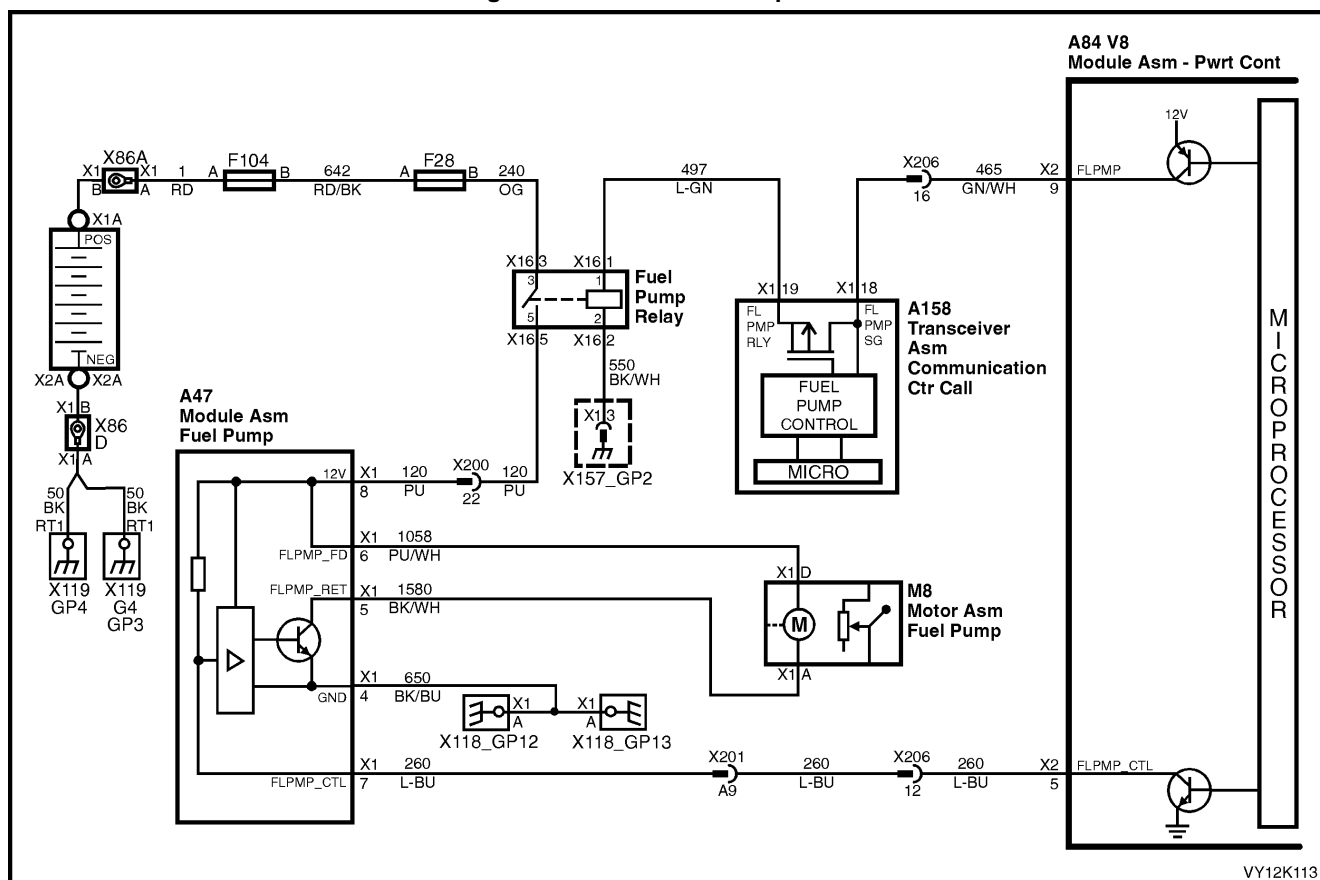 A84 V8
Module Asm - Pwrt Cont
12V
X86A
X1 X1
B A
1
RD
A F104 B
642
RD/BK
A F28 B
240
OG
497
L-GN
X206
16
465
GN/WH
X2
9
FLPMP
X1A
POS
NEG
X2A X2A
X1 B
X86
D
X1 A
50
BK
RT1
50
BK
RT1
X119
GP4
X119
G4
GP3
X16 3
X16 1
3
1
5
2
Fuel
Pump
Relay
X16 5
X16 2
550
BK/WH
X1 3
X157_GP2
X1 19
X1 18
FL
PMP
RLY
FL
PMP
SG
FUEL
PUMP
CONTROL
MICRO
A158
Transceiver
Asm
Communication
Ctr Call
MICROPROCESSOR
A47
Module Asm
Fuel Pump
12V
X1
8
120
PU
X200
22
120
PU
FLPMP_FD
X1
6
1058
PU/WH
FLPMP_RET
X1
5
1580
BK/WH
GND
X1
4
650
BK/BU
X1
A
X118_GP12
X1
A
X118_GP13
X1 D
M
X1 A
M8
Motor Asm
Fuel Pump
FLPMP_CTL
X1
7
260
L-BU
X201
A9
260
L-BU
X206
12
260
L-BU
X2
5
FLPMP_CTL
VY12K113